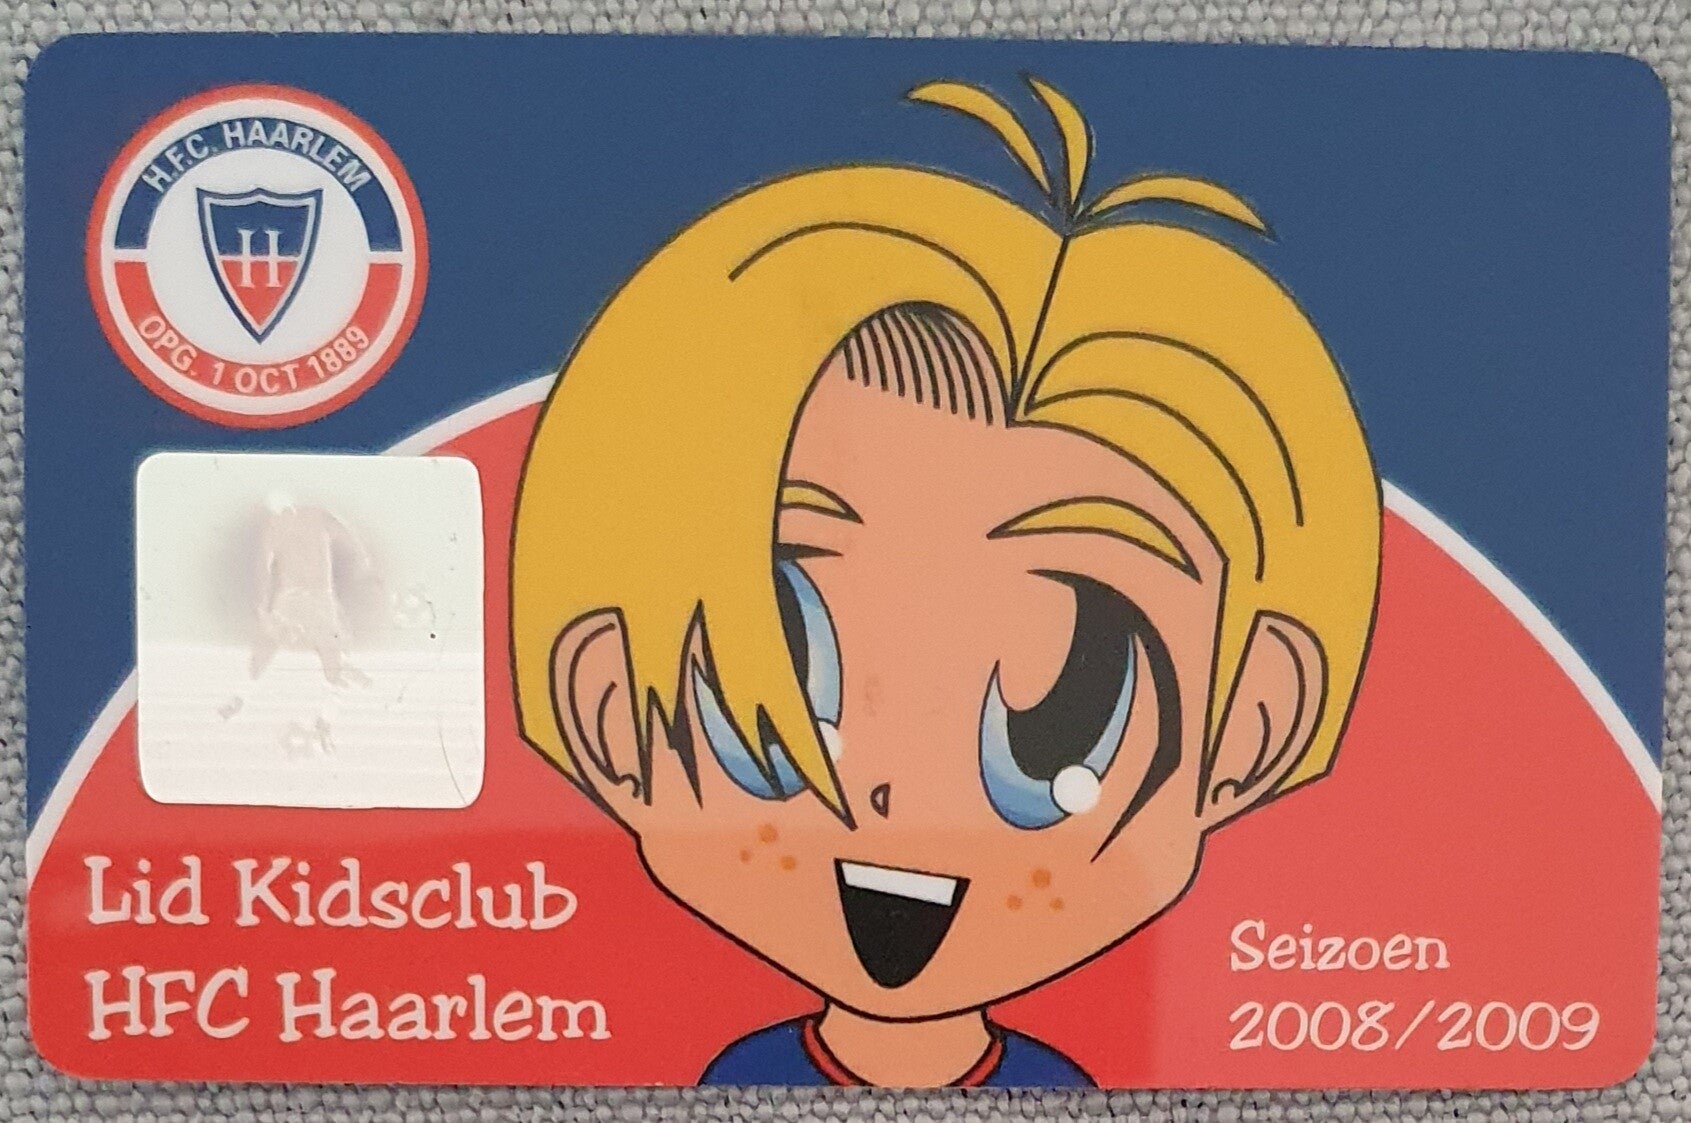 H.F.C. HAARLEM
H
OPG. 1 OCT 1889
Lid Kidsclub
HFC Haarlem
Seizoen
2008/2009